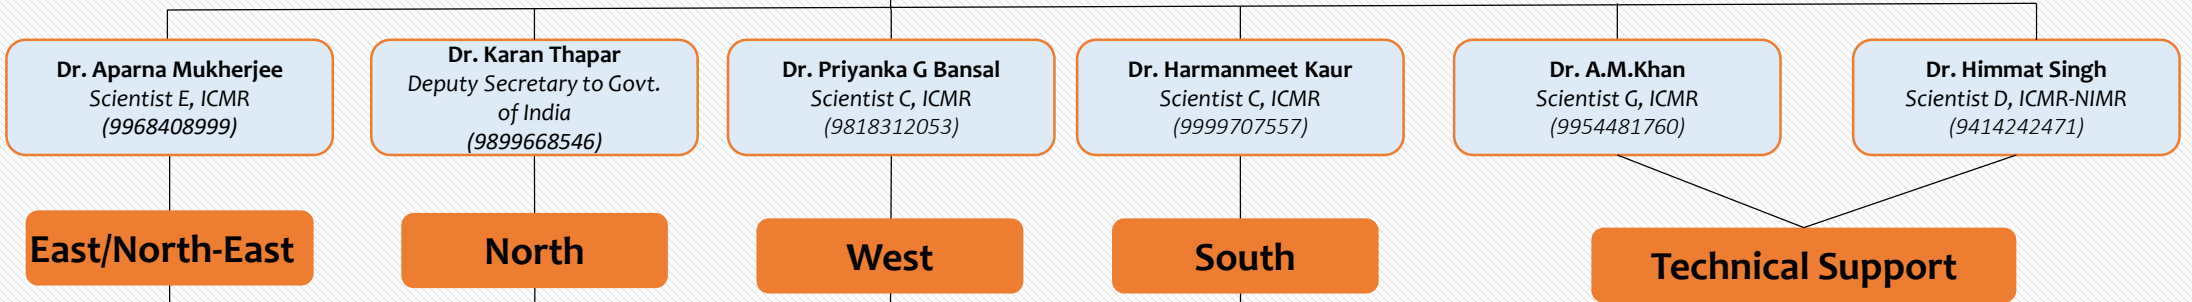 Dr. Aparna Mukherjee
Scientist E, ICMR
(9968408999)
Dr. Karan Thapar
Deputy Secretary to Govt.
of India
(9899668546)
Dr. Priyanka G Bansal
Scientist C, ICMR
(9818312053)
Dr. Harmanmeet Kaur
Scientist C, ICMR
(9999707557)
Dr. A.M.Khan
Scientist G, ICMR
(9954481760)
Dr. Himmat Singh
Scientist D, ICMR-NIMR
(9414242471)
East/North-East
North
West
South
Technical Support